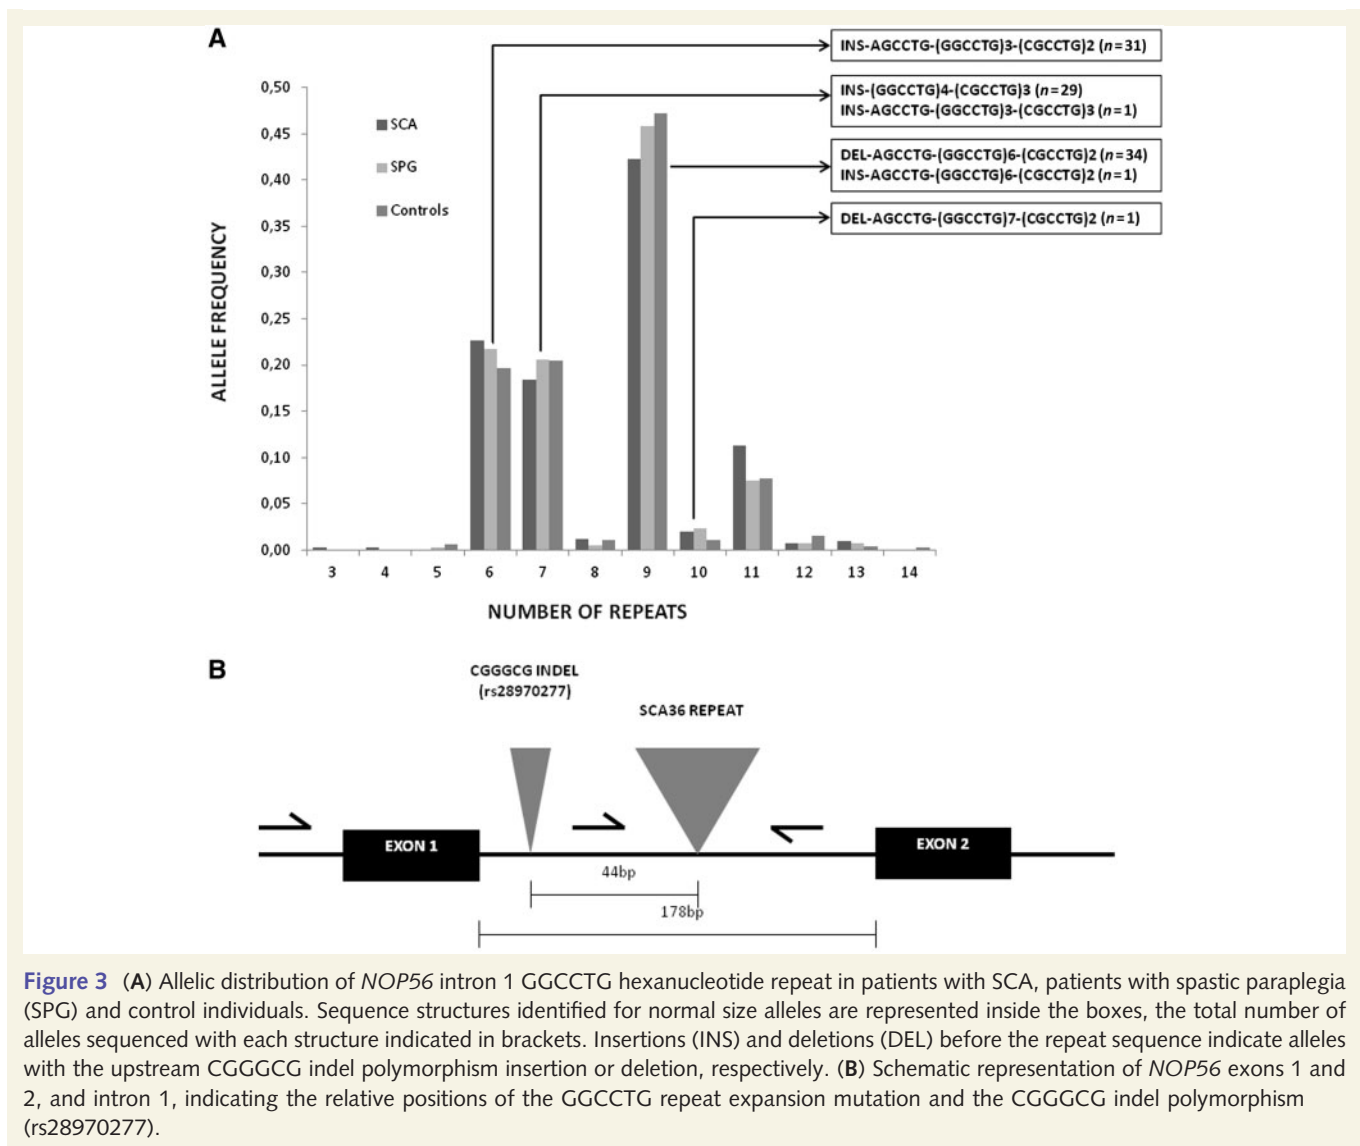 A
INS-AGCCTG-(GGCCTG)3-(CGCCTG)2 (n=31)
INS-(GGCCTG)4-(CGCCTG)3 (n=29)
INS-AGCCTG-(GGCCTG)3-(CGCCTG)3 (n=1)
DEL-AGCCTG-(GGCCTG)6-(CGCCTG)2 (n=34)
INS-AGCCTG-(GGCCTG)6-(CGCCTG)2 (n=1)
DEL-AGCCTG-(GGCCTG)7-(CGCCTG)2 (n=1)
SCA
SPG
Controls
ALLELE FREQUENCY
0,50
0,45
0,40
0,35
0,30
0,25
0,20
0,15
0,10
0,05
0,00
3 4 5 6 7 8 9 10 11 12 13 14
NUMBER OF REPEATS
B
CGGGCG INDEL
(rs28970277)
SCA36 REPEAT
EXON 1
EXON 2
44bp
178bp
Figure 3 (A) Allelic distribution of NOP56 intron 1 GGCCTG hexanucleotide repeat in patients with SCA, patients with spastic paraplegia
(SPG) and control individuals. Sequence structures identified for normal size alleles are represented inside the boxes, the total number of
alleles sequenced with each structure indicated in brackets. Insertions (INS) and deletions (DEL) before the repeat sequence indicate alleles
with the upstream CGGGCG indel polymorphism insertion or deletion, respectively. (B) Schematic representation of NOP56 exons 1 and
2, and intron 1, indicating the relative positions of the GGCCTG repeat expansion mutation and the CGGGCG indel polymorphism
(rs28970277).